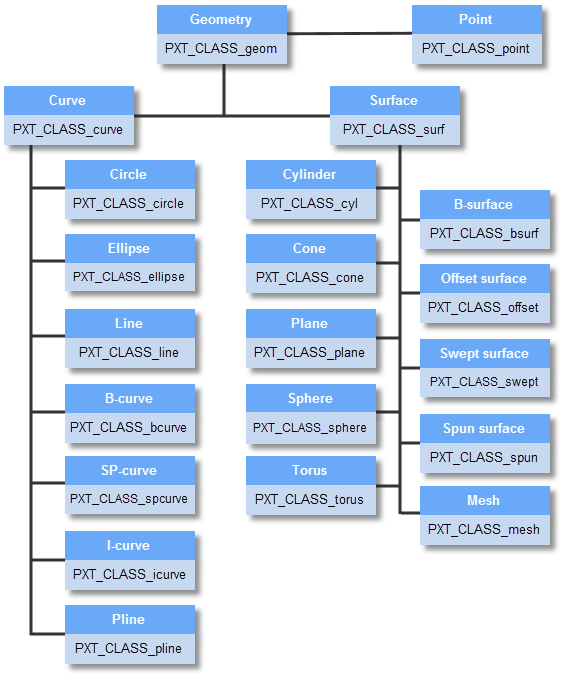 Geometry
PXT_CLASS_geom
Point
PXT_CLASS_point
Curve
PXT_CLASS_curve
Surface
PXT_CLASS_surf
Circle
PXT_CLASS_circle
Ellipse
PXT_CLASS_ellipse
Line
PXT_CLASS_line
B-curve
PXT_CLASS_bcurve
SP-curve
PXT_CLASS_spcurve
I-curve
PXT_CLASS_icurve
Pline
PXT_CLASS_pline
Cylinder
PXT_CLASS_cyl
Cone
PXT_CLASS_cone
Plane
PXT_CLASS_plane
Sphere
PXT_CLASS_sphere
Torus
PXT_CLASS_torus
B-surface
PXT_CLASS_bsurf
Offset surface
PXT_CLASS_offset
Swept surface
PXT_CLASS_swept
Spun surface
PXT_CLASS_spun
Mesh
PXT_CLASS_mesh